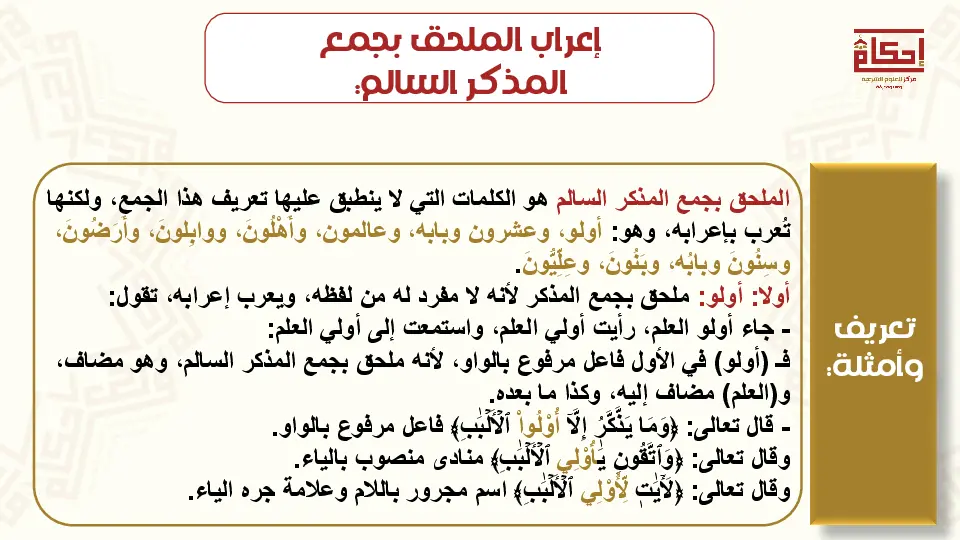 إعراب الملحق بجمع
المذكر السالم:
إحكام
مركز للعلوم الشرعية
الملحق بجمع المذكر السالم هو الكلمات التي لا ينطبق عليها تعريف هذا الجمع، ولكنها
تُعرب بإعرابه، وهو: أولو، وعشرون وبابه، وعالمون، وأَهْلُونَ، ووابِلونَ، وأَرَضُونَ،
وسِنُونَ وبابُه، وبَنُونَ، وعِلِّيُّونَ.
أولا: أولو: ملحق بجمع المذكر لأنه لا مفرد له من لفظه، ويعرب إعرابه، تقول:
- جاء أولو العلم، رأيت أولي العلم، واستمعت إلى أولي العلم:
فـ (أولو) في الأول فاعل مرفوع بالواو، لأنه ملحق بجمع المذكر السالم، وهو مضاف،
و(العلم) مضاف إليه، وكذا ما بعده.
- قال تعالى: ﴿وَمَا يَذَّكَّرُ إِلَّآ أُوْلُواْ ٱلۡأَلۡبَٰبِ﴾ فاعل مرفوع بالواو.
وقال تعالى: ﴿وَٱتَّقُونِ يَٰٓأُوْلِي ٱلۡأَلۡبَٰبِ﴾ منادى منصوب بالياء.
وقال تعالى: ﴿لَأٓيَٰتٖ لِّأُوْلِي ٱلۡأَلۡبَٰبِ﴾ اسم مجرور باللام وعلامة جره الياء.
تعريف
وأمثلة: